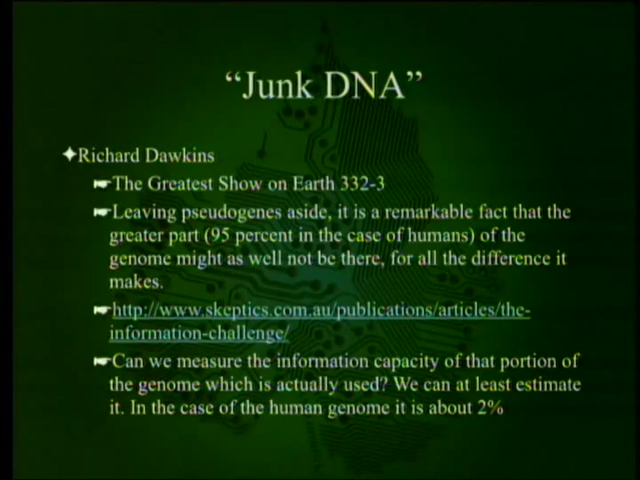 “Junk DNA”
Richard Dawkins
The Greatest Show on Earth 332-3
Leaving pseudogenes aside, it is a remarkable fact that the
greater part (95 percent in the case of humans) of the
genome might as well not be there, for all the difference it
makes.
http://www.skeptics.com.au/publications/articles/the-
information-challenge/
Can we measure the information capacity of that portion of
the genome which is actually used? We can at least estimate
it. In the case of the human genome it is about 2%